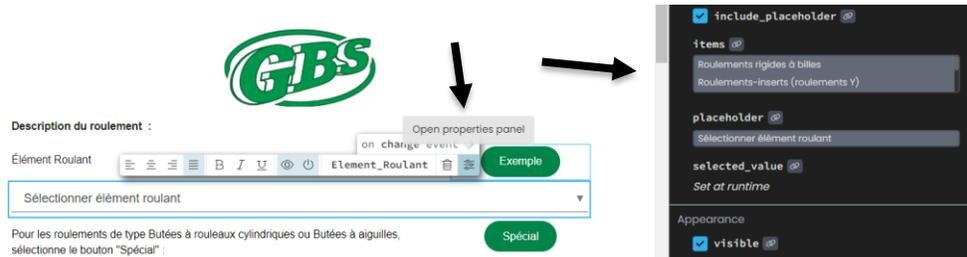 GBS
Description du roulement :
Open properties panel
on change event
Élément Roulant
B I U
Element_Roulant
Exemple
Sélectionner élément roulant
Pour les roulements de type Butées à rouleaux cylindriques ou Butées à aiguilles,
sélectionne le bouton "Spécial" :
Spécial
include_placeholder
items
Roulements rigides à billes
Roulements-inserts (roulements Y)
placeholder
Sélectionner élément roulant
selected_value
Set at runtime
Appearance
visible